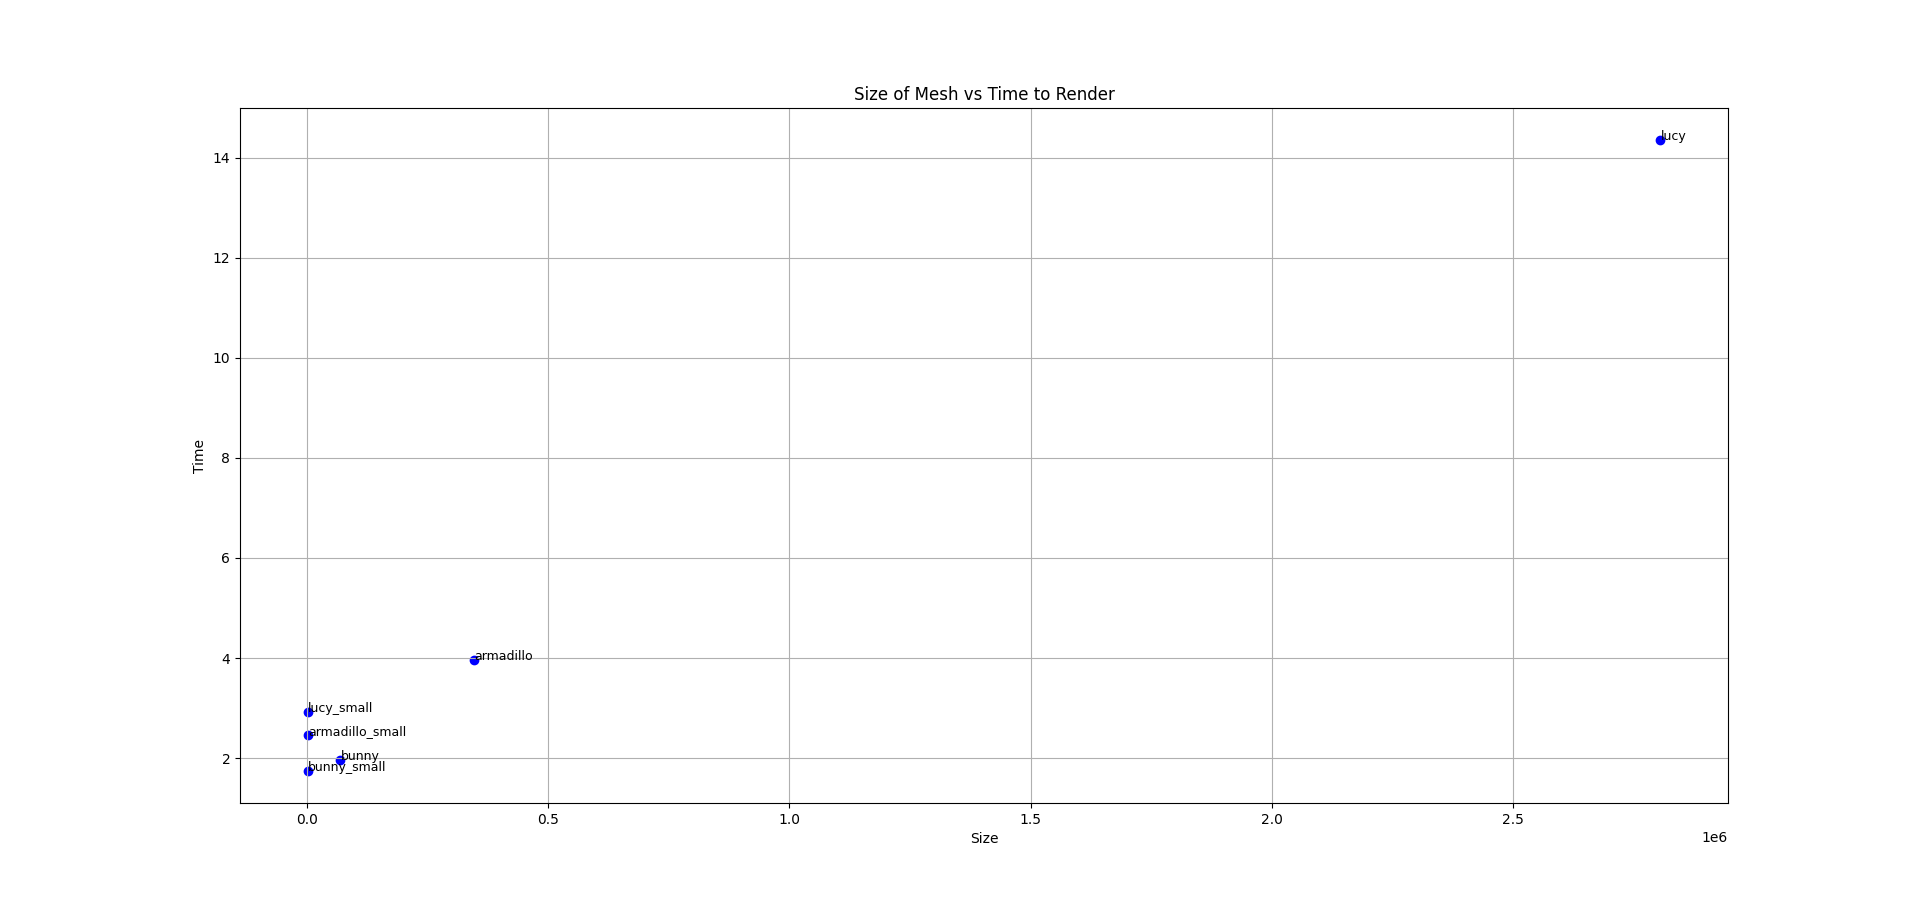 Size of Mesh vs Time to Render
14
12
10
8
6
4
2
Time
lucy
armadillo
lucy_small
armadillo_small
bunny
bunny_small
0.0 0.5 1.0 1.5 2.0 2.5
Size
1e6